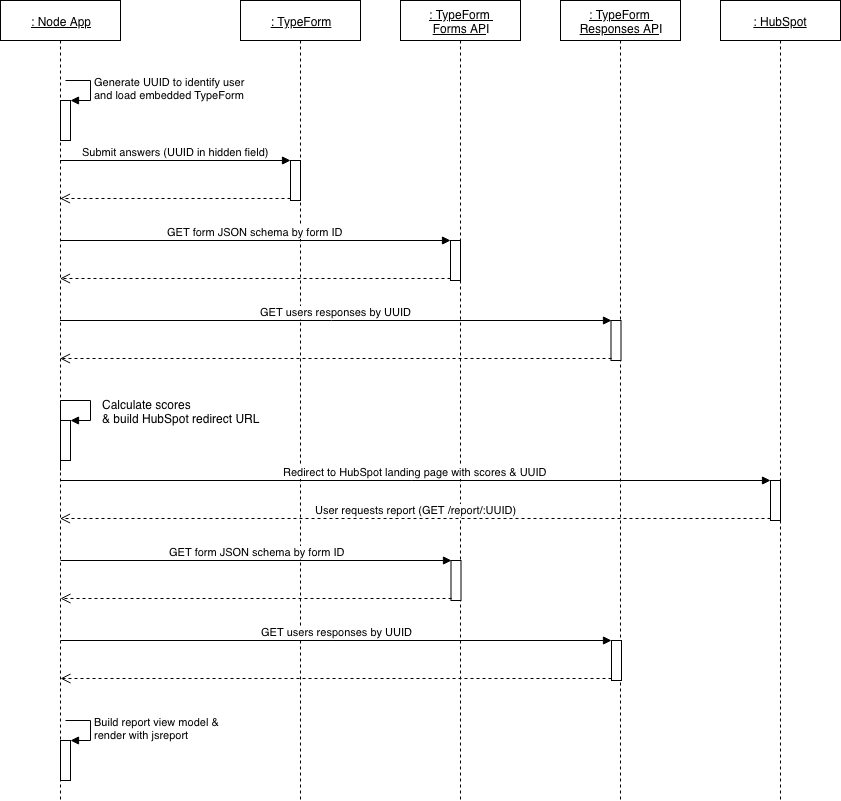 : Node App
: TypeForm
: TypeForm
Forms API
: TypeForm
Responses API
: HubSpot
Generate UUID to identify user
and load embedded TypeForm
Submit answers (UUID in hidden field)
GET form JSON schema by form ID
GET users responses by UUID
Calculate scores
& build HubSpot redirect URL
Redirect to HubSpot landing page with scores & UUID
User requests report (GET /report/:UUID)
GET form JSON schema by form ID
GET users responses by UUID
Build report view model &
render with jsreport